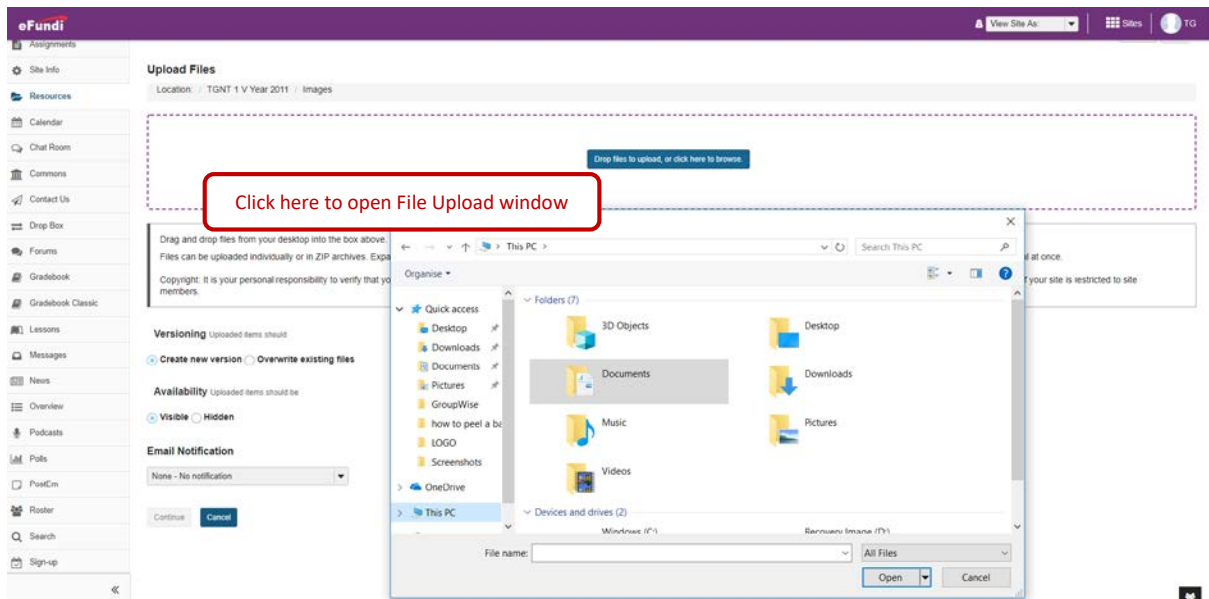 eFundi
View Site As:
Sites
TG
Assignments
Site Info
Resources
Calendar
Chat Room
Commons
Contact Us
Drop Box
Forums
Gradebook
Gradebook Classic
Lessons
Messages
News
Overview
Podcasts
Polls
PostEm
Roster
Search
Sign-up
Upload Files
Location: / TGNT 1 V Year 2011 / Images
Drop files to upload, or click here to browse.
Click here to open File Upload window
Drag and drop files from your desktop into the box above.
Files can be uploaded individually or in ZIP archives. Expa
at once.
Copyright: It is your personal responsibility to verify that yo
your site is restricted to site
members.
Versioning Uploaded items should
Create new version Overwrite existing files
Availability Uploaded items should be
Visible Hidden
Email Notification
None - No notification
Continue Cancel
This PC
Search This PC
Organise
Quick access
Desktop
Downloads
Documents
Pictures
GroupWise
how to peel a ba
LOGO
Screenshots
OneDrive
This PC
Folders (7)
3D Objects
Desktop
Documents
Downloads
Music
Pictures
Videos
Devices and drives (2)
Windows (C:)
Recovery Image (D:)
File name:
All Files
Open Cancel